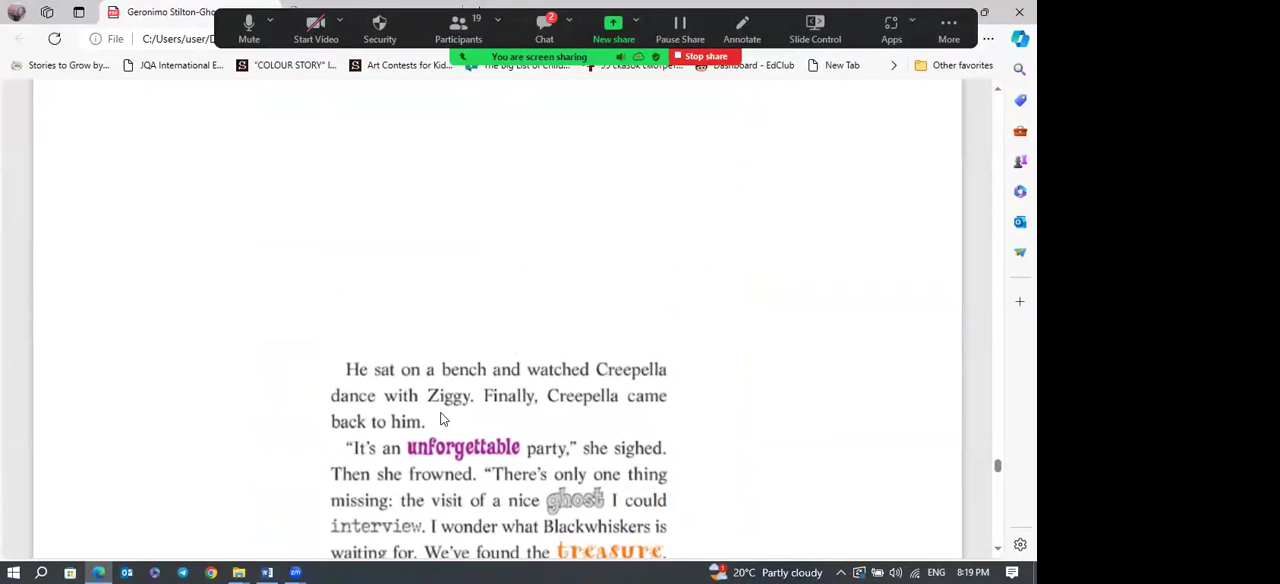 Geronimo Stilton-Gho
Mute
Start Video
Security
19
Participants
2
Chat
New share
Pause Share
Annotate
Slide Control
Apps
More
File
C:/Users/user/D
You are screen sharing
Stop share
Stories to Grow by...
JQA International E...
"COLOUR STORY" I...
Art Contests for Kid...
The Big List of Child...
Dashboard - EdClub
New Tab
Other favorites
He sat on a bench and watched Creepella
dance with Ziggy. Finally, Creepella came
back to him.
“It’s an unforgettable party,” she sighed.
Then she frowned. “There’s only one thing
missing: the visit of a nice ghost I could
interview. I wonder what Blackwhiskers is
waiting for. We’ve found the treasure.
20°C Partly cloudy
ENG
8:19 PM